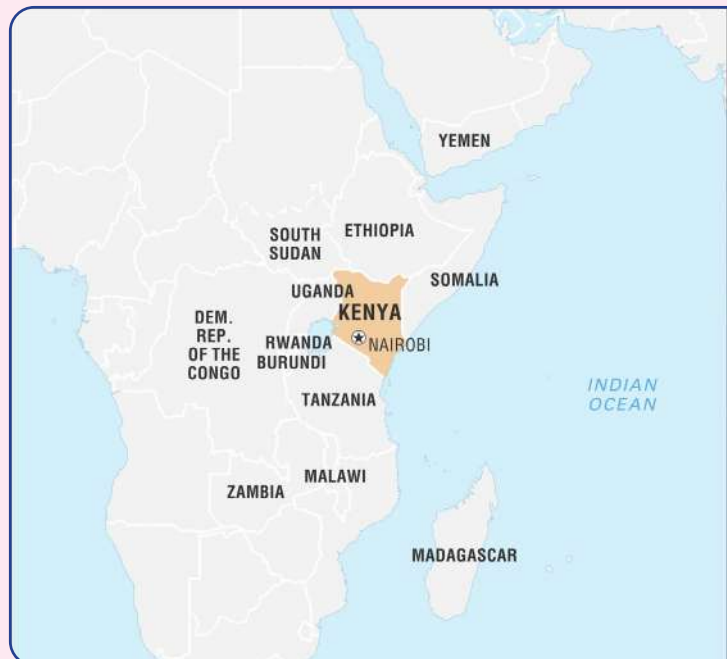 YEMEN
ETHIOPIA
SOUTH
SUDAN
SOMALIA
UGANDA
KENYA
DEM.
REP.
OF THE
CONGO
RWANDA
NAIROBI
BURUNDI
INDIAN
OCEAN
TANZANIA
MALAWI
ZAMBIA
MADAGASCAR